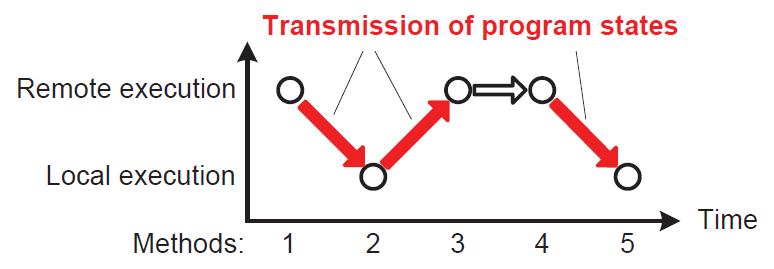 Transmission of program states
Remote execution
Local execution
Time
Methods: 1 2 3 4 5